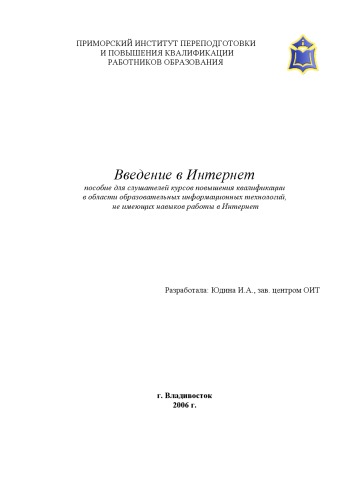 ПРИМОРСКИЙ ИНСТИТУТ ПЕРЕПОДГОТОВКИ
И ПОВЫШЕНИЯ КВАЛИФИКАЦИИ
РАБОТНИКОВ ОБРАЗОВАНИЯ
Введение в Интернет
пособие для слушателей курсов повышения квалификации
в области образовательных информационных технологий,
не имеющих навыков работы в Интернет
Разработала: Юдина И.А., зав. центром ОИТ
г. Владивосток
2006 г.